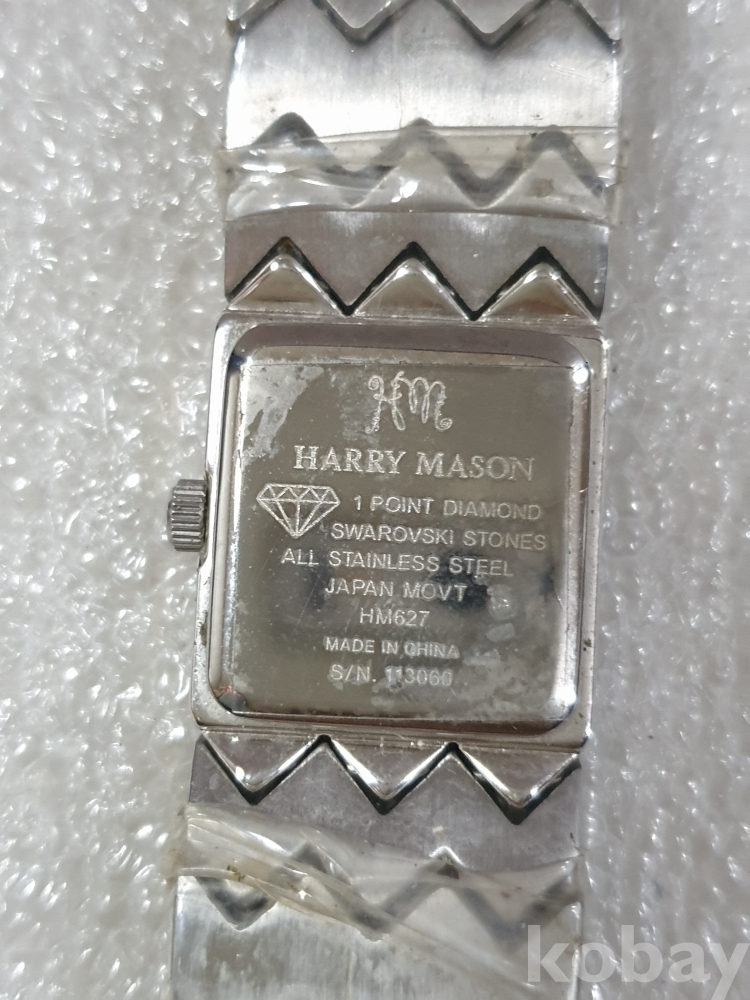 HM
HARRY MASON
1 POINT DIAMOND
SWAROVSKI STONES
ALL STAINLESS STEEL
JAPAN MOVT
HM627
MADE IN CHINA
S/N. 113060
kobay